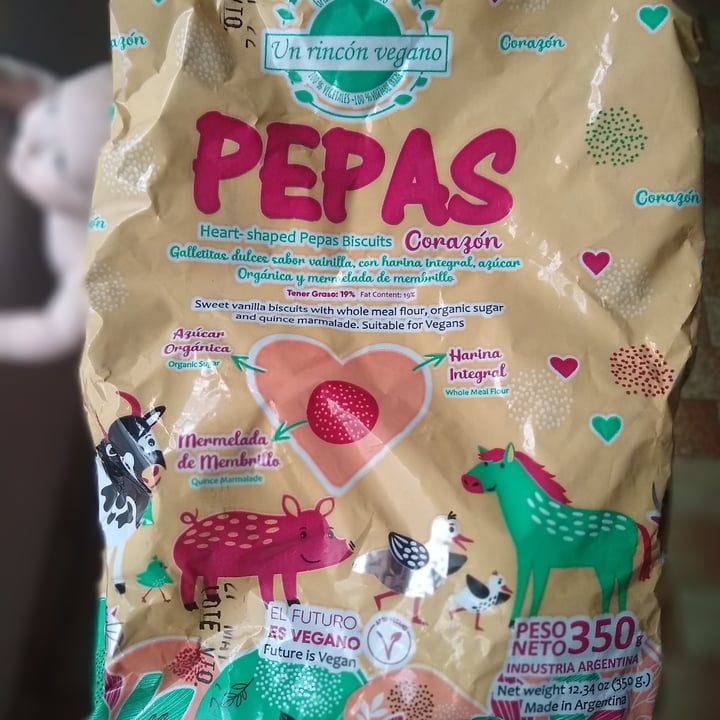 Un rincón vegano
Corazón
Corazón
PEPAS
Heart-shaped Pepas Biscuits Corazón
Galletitas dulces sabor vainilla, con harina integral, azúcar
Orgánica y mermelada de membrillo
Tenor Graso: 19% Fat Content: 19%
Sweet vanilla biscuits with whole meal flour, organic sugar
and quince marmalade. Suitable for Vegans
Azúcar
Orgánica
Organic Sugar
Harina
Integral
Whole Meal Flour
Mermelada
de Membrillo
Quince Marmalade
EL FUTURO
ES VEGANO
Future is Vegan
PESO
NETO 350g
INDUSTRIA ARGENTINA
Net weight 12.34 oz (350 g.)
Made in Argentina